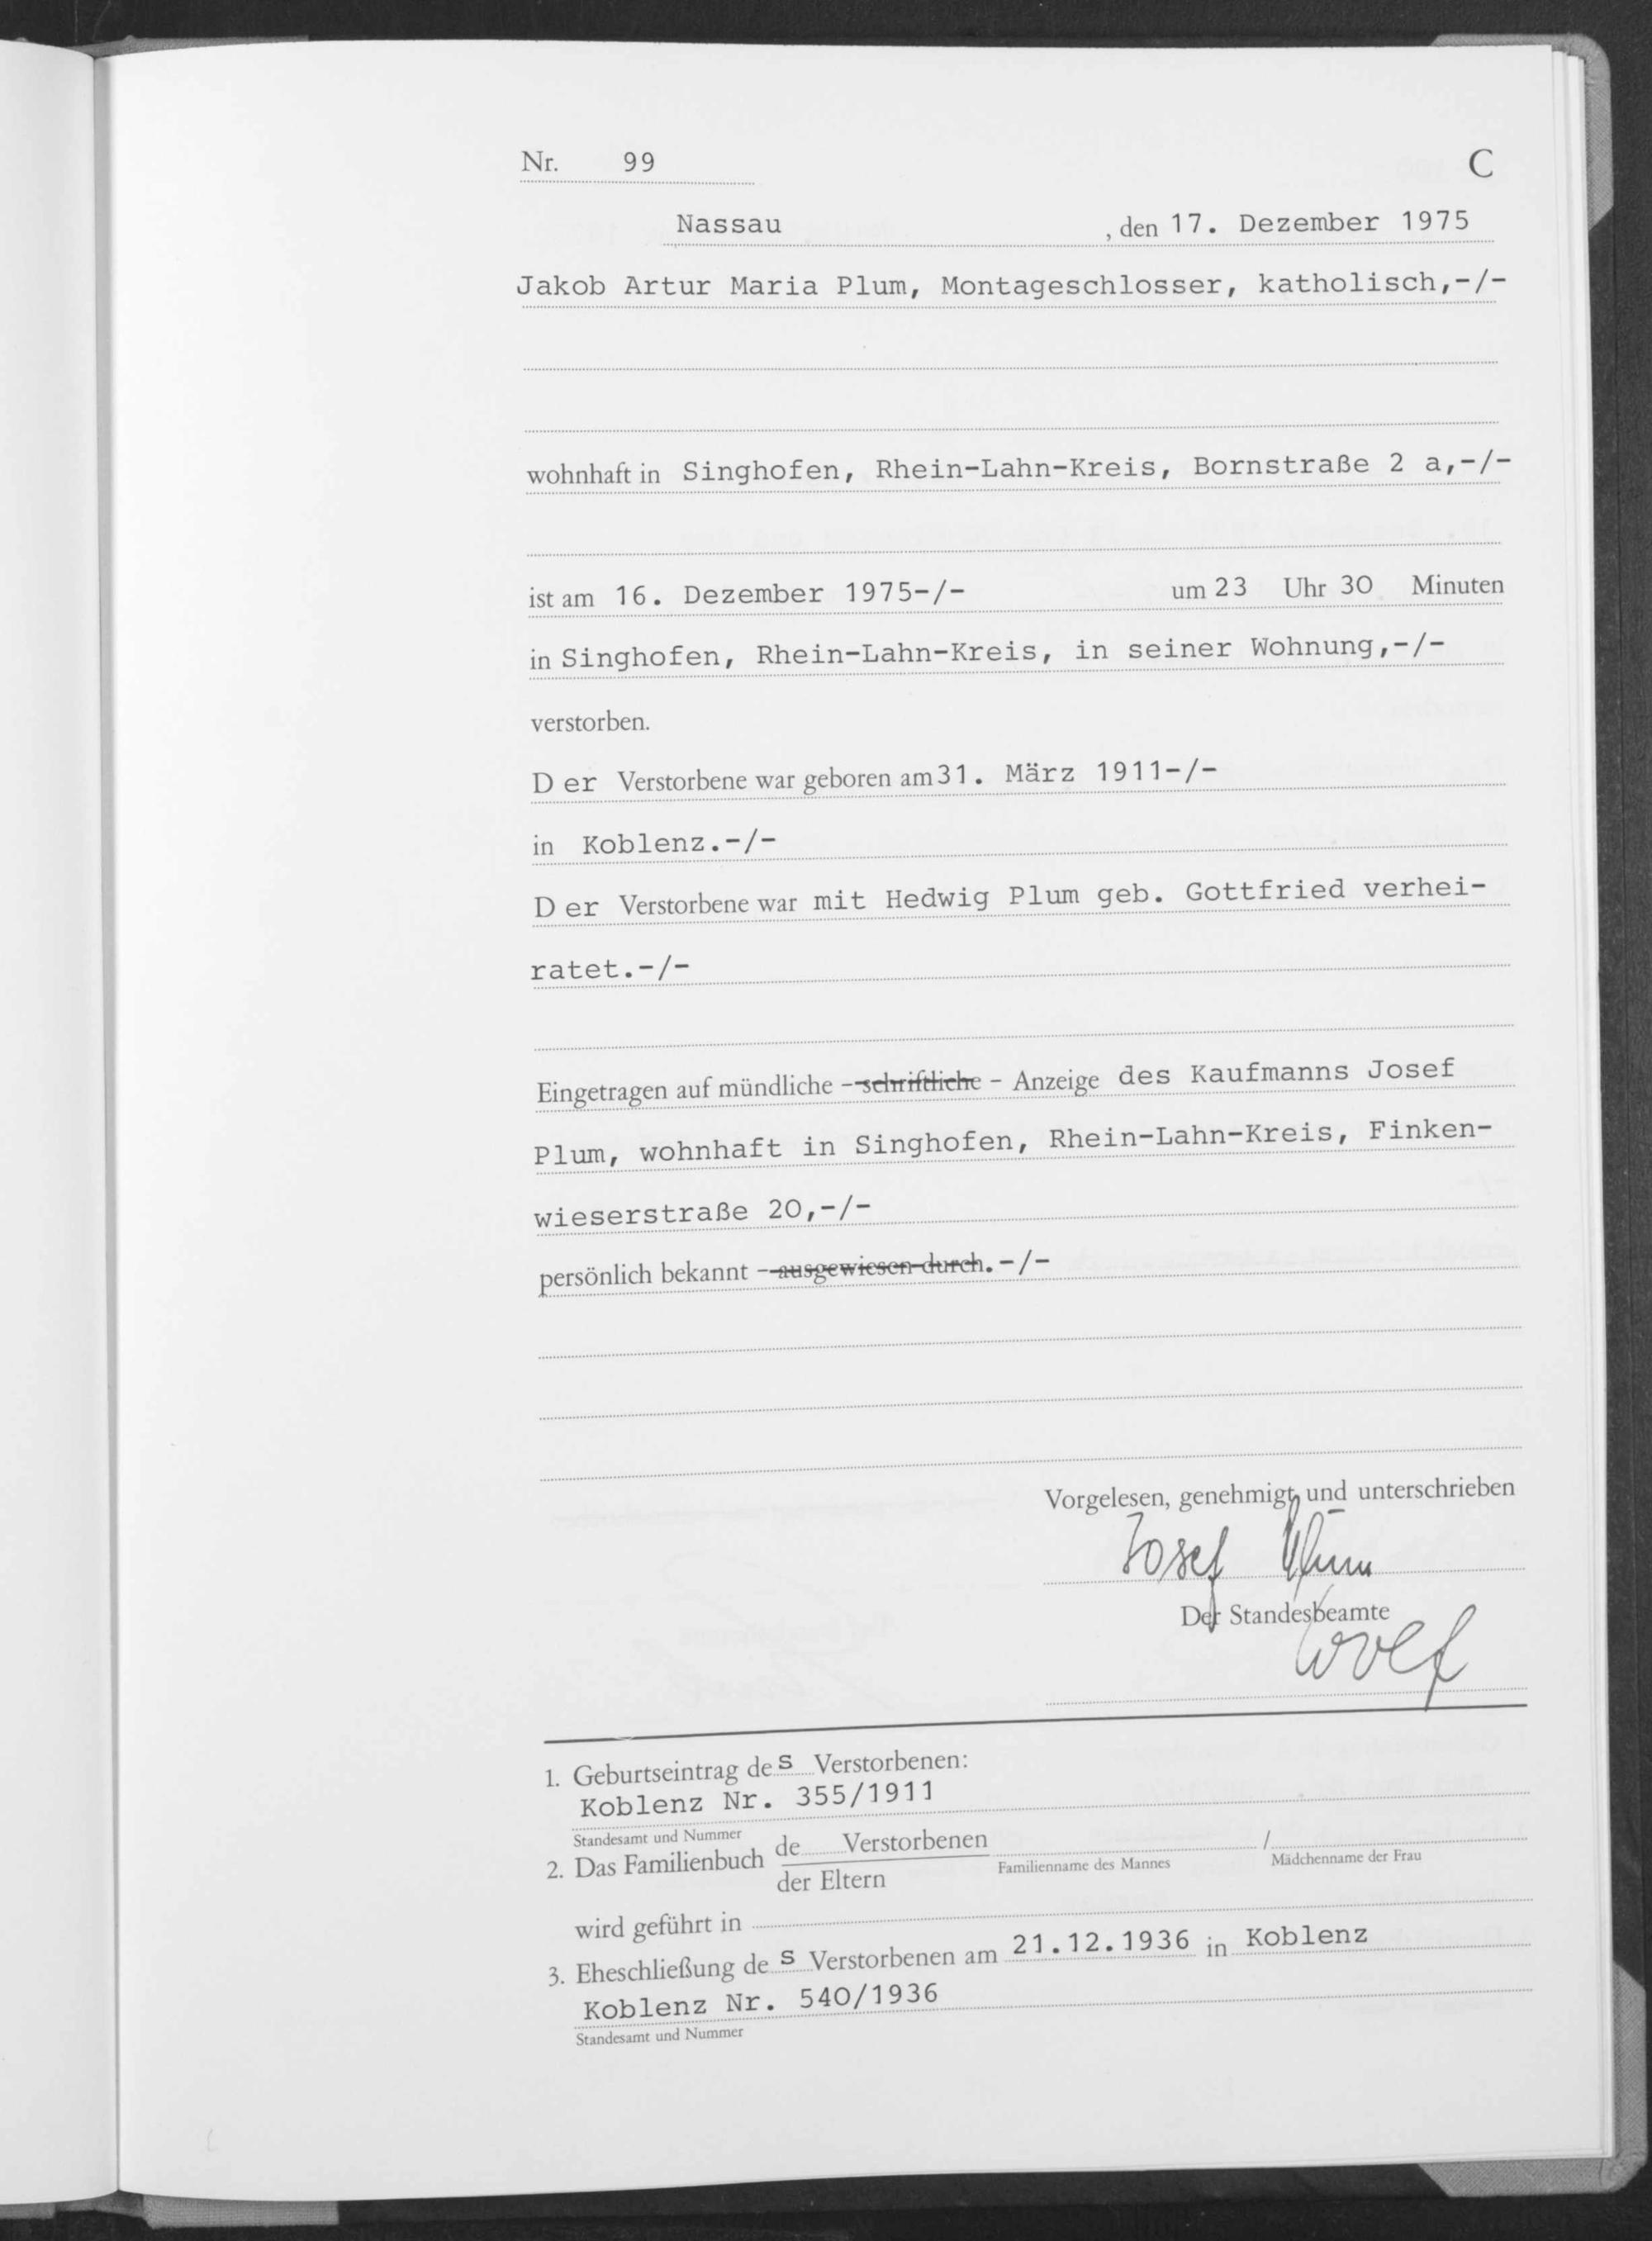 Nr. 99 C
Nassau , den 17. Dezember 1975
Jakob Artur Maria Plum, Montageschlosser, katholisch,-/-
wohnhaft in Singhofen, Rhein-Lahn-Kreis, Bornstraße 2 a,-/-
ist am 16. Dezember 1975-/- um 23 Uhr 30 Minuten
in Singhofen, Rhein-Lahn-Kreis, in seiner Wohnung,-/-
verstorben.
Der Verstorbene war geboren am 31. März 1911-/-
in Koblenz.-/-
Der Verstorbene war mit Hedwig Plum geb. Gottfried verhei-
ratet.-/-
Eingetragen auf mündliche - schriftliche - Anzeige des Kaufmanns Josef
Plum, wohnhaft in Singhofen, Rhein-Lahn-Kreis, Finken-
wieserstraße 20,-/-
persönlich bekannt - ausgewiesen durch. -/-
Vorgelesen, genehmigt und unterschrieben
Josef Plum
Der Standesbeamte
Wolf
1. Geburtseintrag des Verstorbenen:
Koblenz Nr. 355/1911
Standesamt und Nummer
2. Das Familienbuch de Verstorbenen /
der Eltern Familienname des Mannes Mädchenname der Frau
wird geführt in
3. Eheschließung des Verstorbenen am 21.12.1936 in Koblenz
Koblenz Nr. 540/1936
Standesamt und Nummer